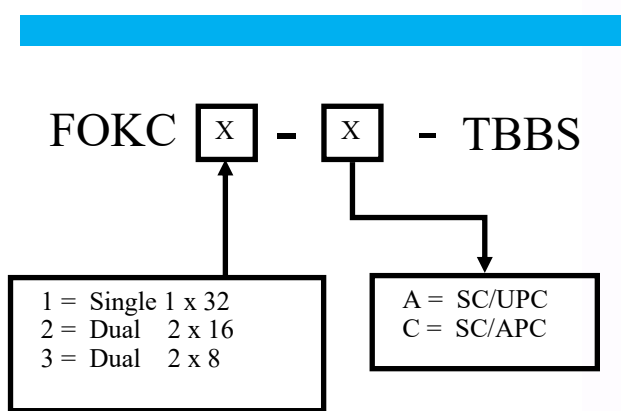 FOKC X - X - TBBS
1 = Single 1 x 32
2 = Dual 2 x 16
3 = Dual 2 x 8
A = SC/UPC
C = SC/APC